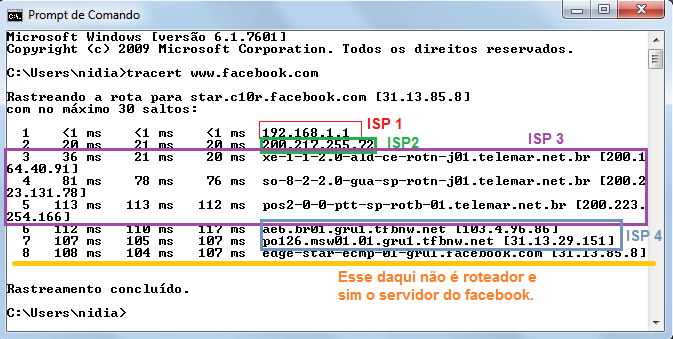 Prompt de Comando
Microsoft Windows [versão 6.1.7601]
Copyright (c) 2009 Microsoft Corporation. Todos os direitos reservados.
C:\Users\nidia>tracert www.facebook.com
Rastreando a rota para star.c10r.facebook.com [31.13.85.8]
com no máximo 30 saltos:
1 <1 ms <1 ms <1 ms 192.168.1.1 ISP 1
2 20 ms 21 ms 20 ms 200.217.255.72 ISP2
ISP 3
3 36 ms 21 ms 20 ms xe-1-1-2.0-ald-ce-rotn-j01.telemar.net.br [200.1
64.40.91]
4 81 ms 78 ms 76 ms so-8-2-2.0-gua-sp-rotn-j01.telemar.net.br [200.2
23.131.78]
5 113 ms 113 ms 112 ms pos2-0-0-ptt-sp-rotb-01.telemar.net.br [200.223.
254.166]
6 112 ms 110 ms 117 ms ae6.br01.gru1.tfbnw.net [103.4.96.86]
7 107 ms 105 ms 107 ms po126.msw01.01.gru1.tfbnw.net [31.13.29.151] ISP 4
8 108 ms 104 ms 107 ms edge-star-ecmp-01-gru1.facebook.com [31.13.85.8]
Esse daqui não é roteador e
sim o servidor do facebook.
Rastreamento concluído.
C:\Users\nidia>